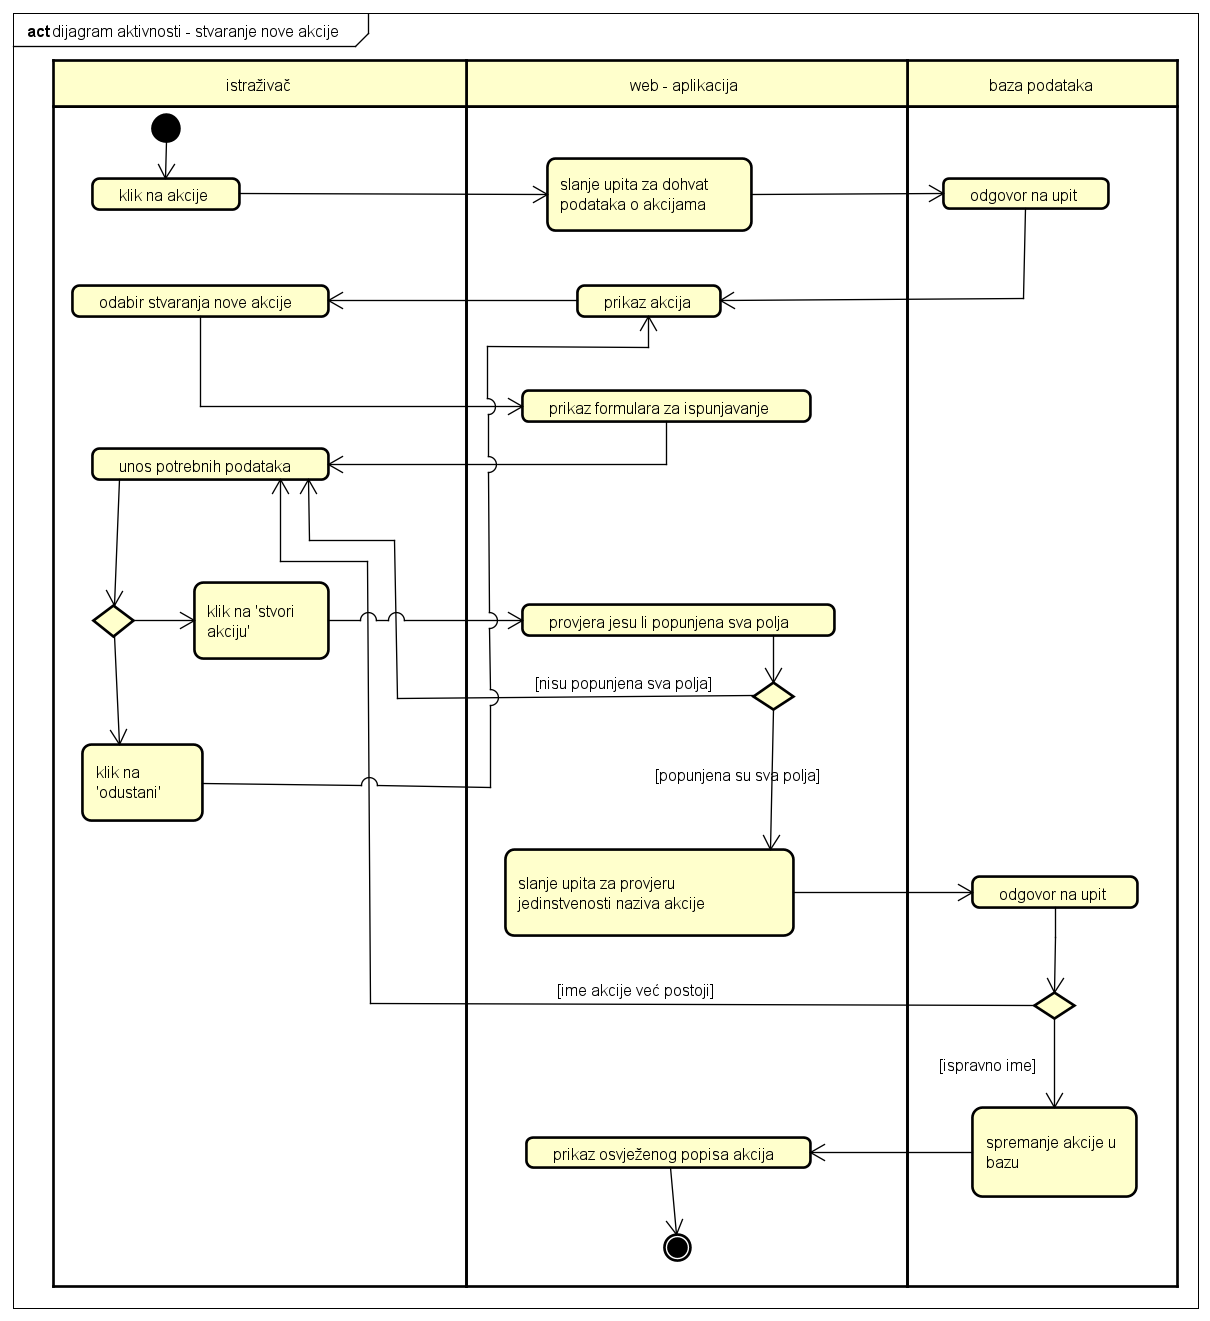 act dijagram aktivnosti - stvaranje nove akcije
istraživač
web - aplikacija
baza podataka
klik na akcije
slanje upita za dohvat
podataka o akcijama
odgovor na upit
odabir stvaranja nove akcije
prikaz akcija
prikaz formulara za ispunjavanje
unos potrebnih podataka
klik na 'stvori
akciju'
provjera jesu li popunjena sva polja
[nisu popunjena sva polja]
klik na
'odustani'
[popunjena su sva polja]
slanje upita za provjeru
jedinstvenosti naziva akcije
odgovor na upit
[ime akcije već postoji]
[ispravno ime]
spremanje akcije u
bazu
prikaz osvježenog popisa akcija